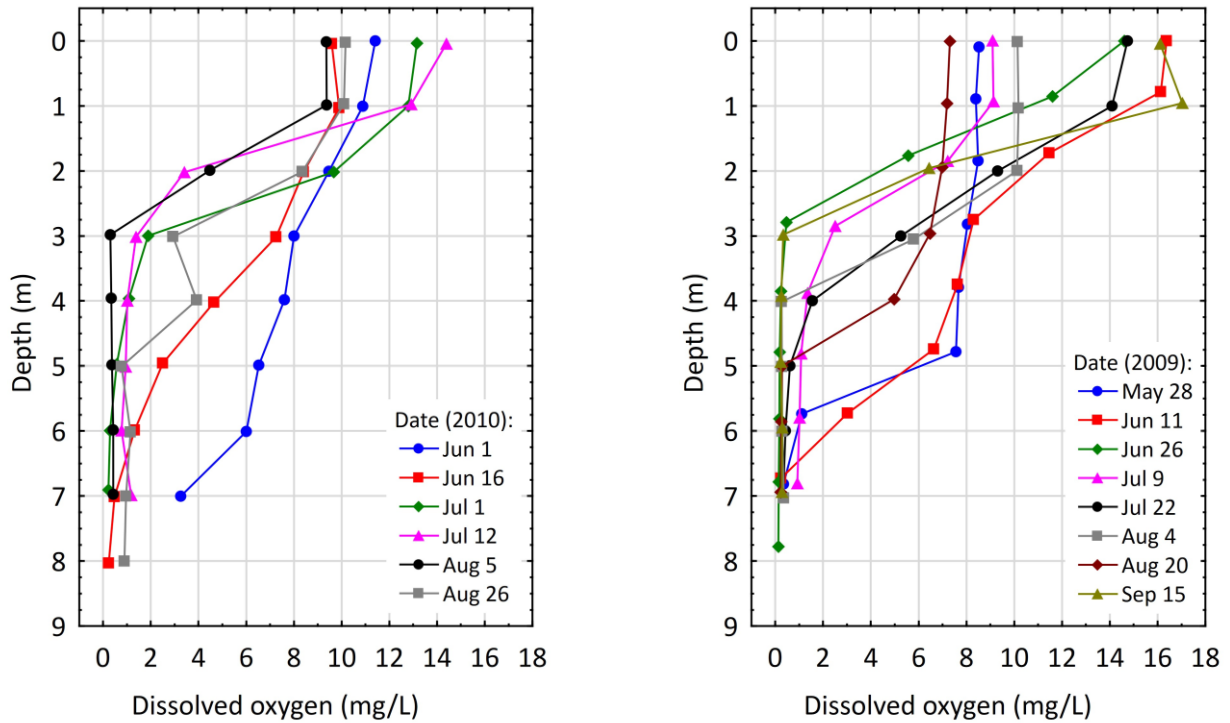 0
1
2
3
4
5
6
7
8
9
Depth (m)
0 2 4 6 8 10 12 14 16 18
Dissolved oxygen (mg/L)
Date (2010):
Jun 1
Jun 16
Jul 1
Jul 12
Aug 5
Aug 26
0
1
2
3
4
5
6
7
8
9
Depth (m)
0 2 4 6 8 10 12 14 16 18
Dissolved oxygen (mg/L)
Date (2009):
May 28
Jun 11
Jun 26
Jul 9
Jul 22
Aug 4
Aug 20
Sep 15